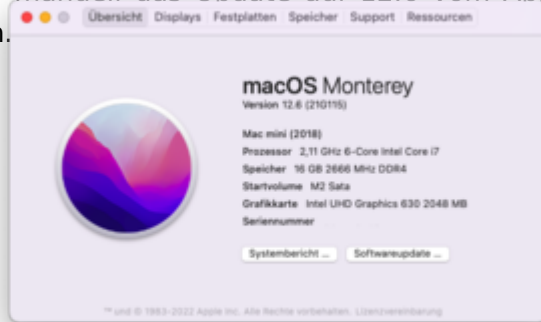 Übersicht Displays Festplatten Speicher Support Ressourcen
macOS Monterey
Version 12.6 (21G115)
Mac mini (2018)
Prozessor 2,11 GHz 6-Core Intel Core i7
Speicher 16 GB 2666 MHz DDR4
Startvolume M2 Sata
Grafikkarte Intel UHD Graphics 630 2048 MB
Seriennummer
Systembericht ... Softwareupdate ...
™ und © 1983-2022 Apple Inc. Alle Rechte vorbehalten. Lizenzvereinbarung